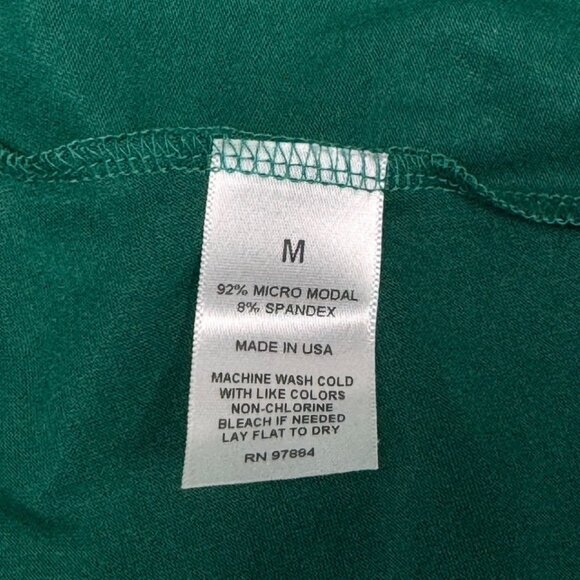 M
92% MICRO MODAL
8% SPANDEX
MADE IN USA
MACHINE WASH COLD
WITH LIKE COLORS
NON-CHLORINE
BLEACH IF NEEDED
LAY FLAT TO DRY
RN 97884